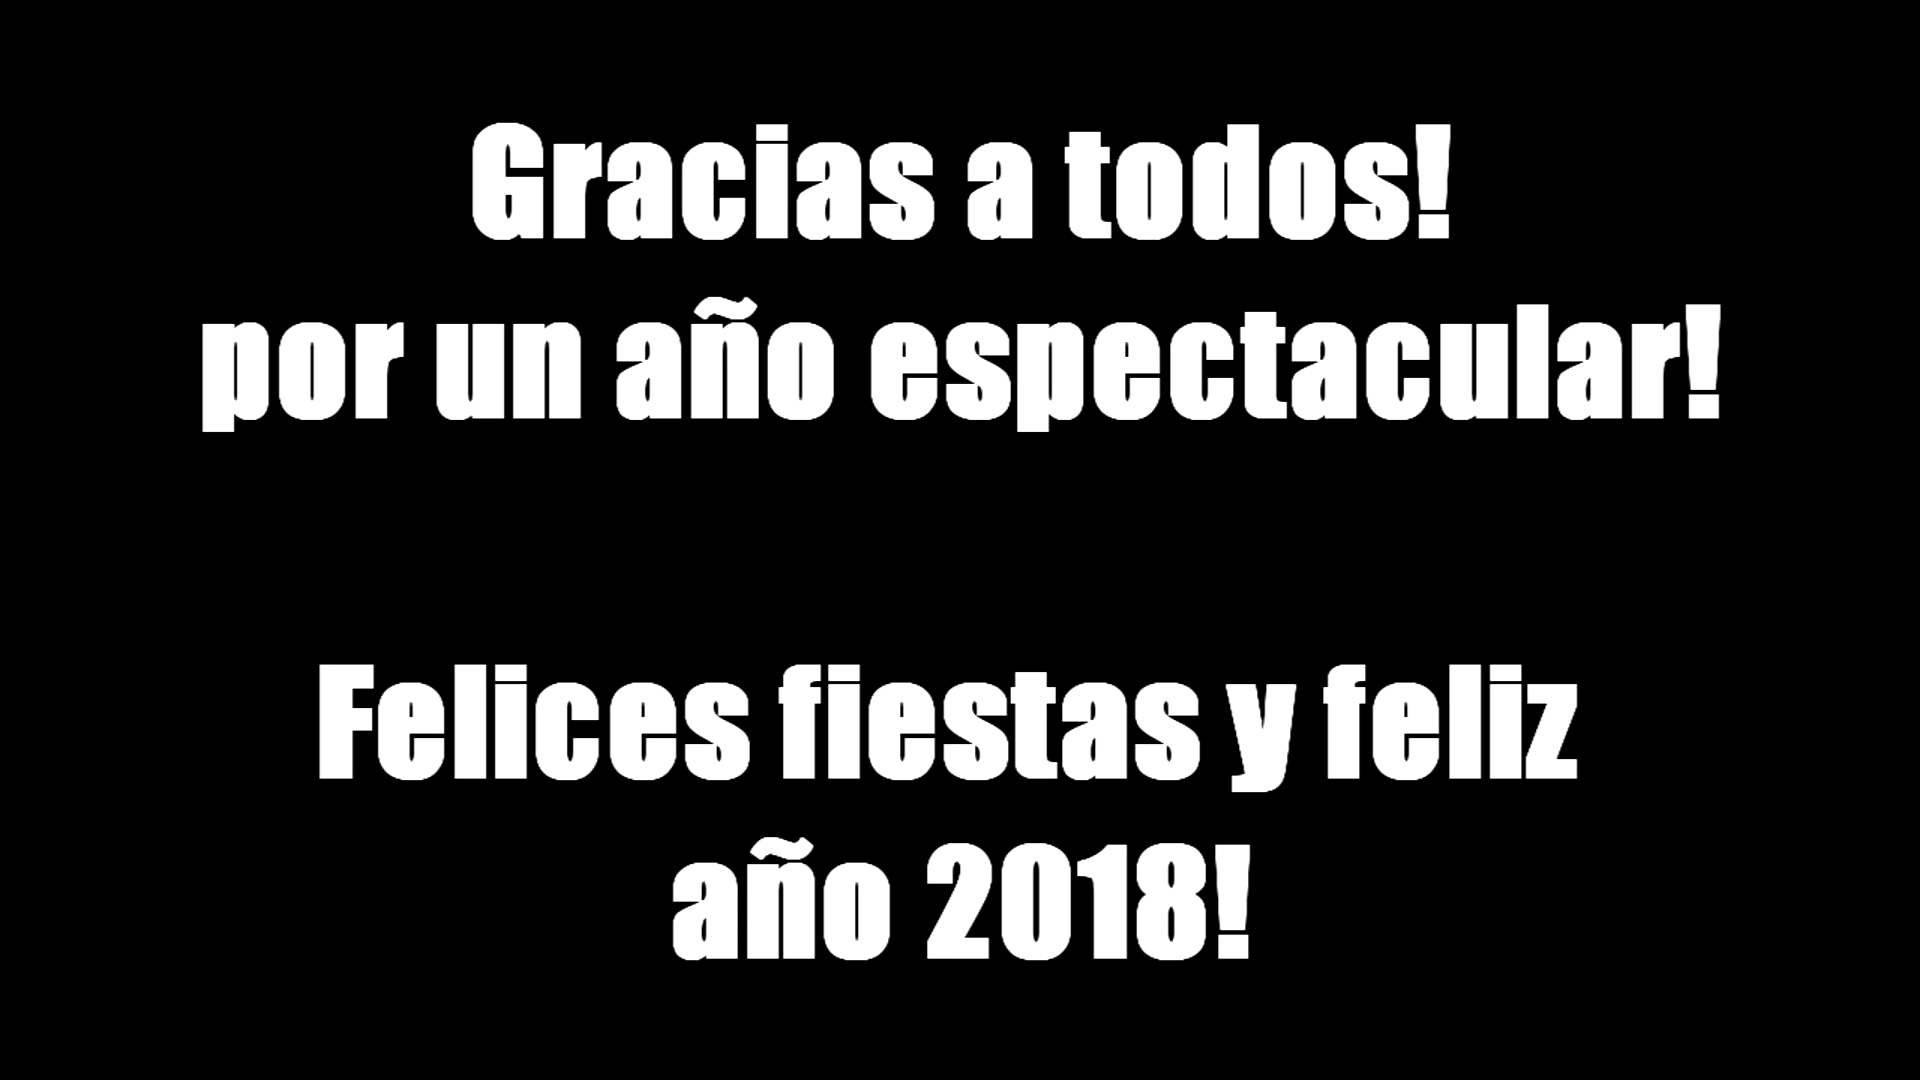 Gracias a todos!
por un año espectacular!
Felices fiestas y feliz
año 2018!